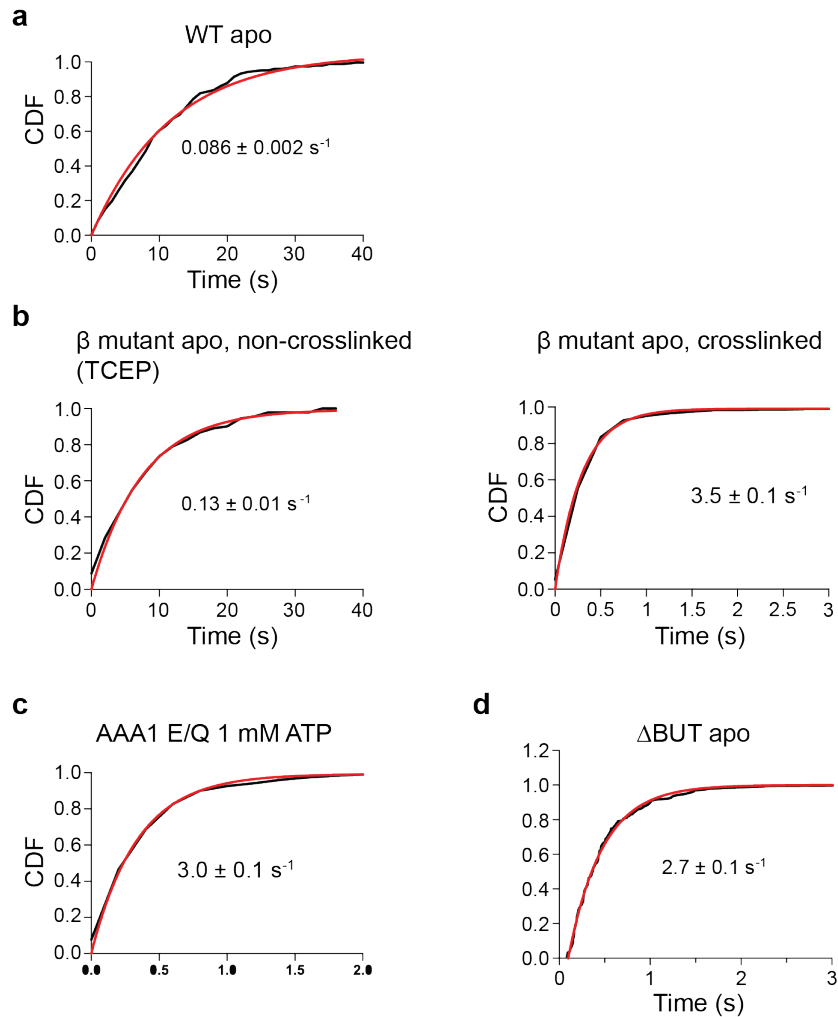 a
WT apo
1.0
0.8
0.6
0.4
0.2
0.0
CDF
0.086 ± 0.002 s-1
0 10 20 30 40
Time (s)
b
β mutant apo, non-crosslinked
(TCEP)
1.0
0.8
0.6
0.4
0.2
0.0
CDF
0.13 ± 0.01 s-1
0 10 20 30 40
Time (s)
β mutant apo, crosslinked
1.0
0.8
0.6
0.4
0.2
0.0
CDF
3.5 ± 0.1 s-1
0 0.5 1 1.5 2 2.5 3
Time (s)
c
AAA1 E/Q 1 mM ATP
1.0
0.8
0.6
0.4
0.2
0.0
CDF
3.0 ± 0.1 s-1
0.0 0.5 1.0 1.5 2.0
d
ΔBUT apo
1.2
1.0
0.8
0.6
0.4
0.2
0.0
2.7 ± 0.1 s-1
0 1 2 3
Time (s)